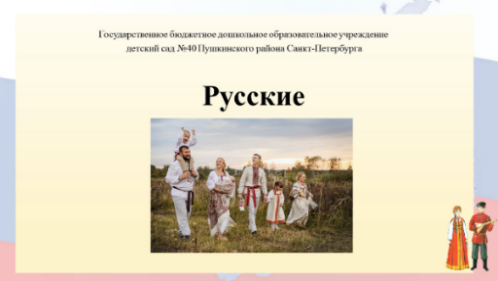 Государственное бюджетное дошкольное образовательное учреждение
детский сад №40 Пушкинского района Санкт-Петербурга
Русские